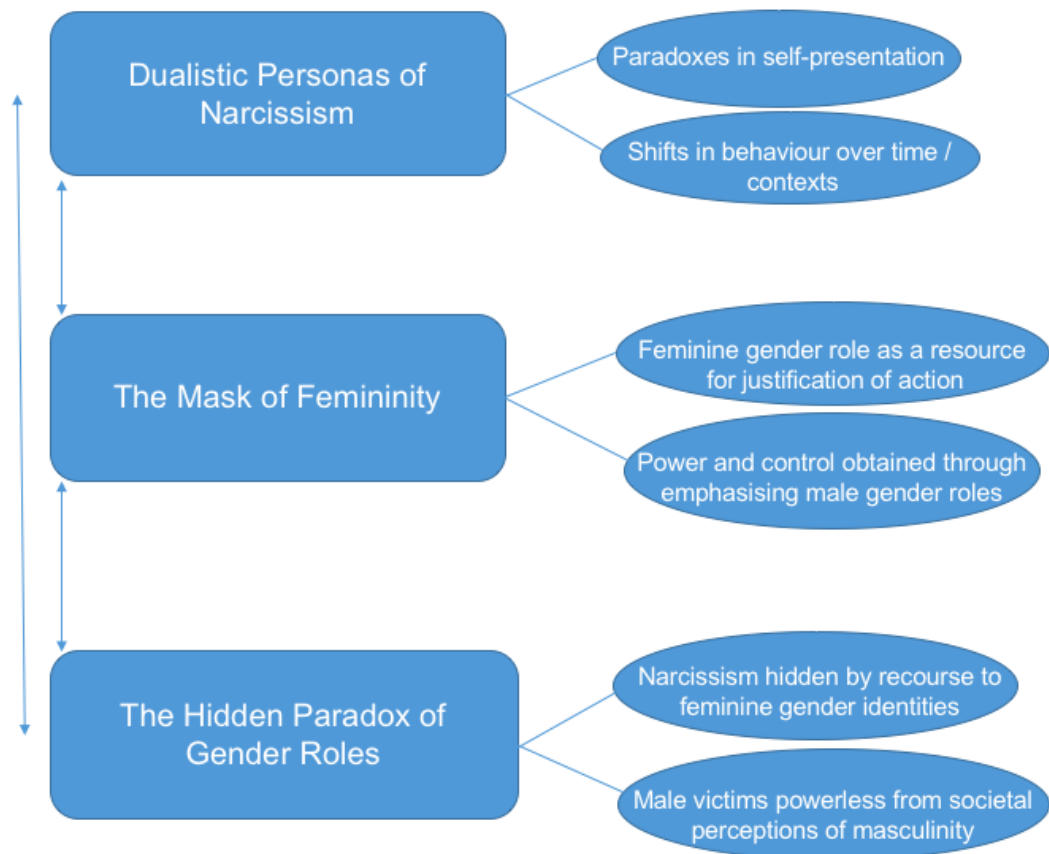 Dualistic Personas of
Narcissism
Paradoxes in self-presentation
Shifts in behaviour over time /
contexts
The Mask of Femininity
Feminine gender role as a resource
for justification of action
Power and control obtained through
emphasising male gender roles
The Hidden Paradox of
Gender Roles
Narcissism hidden by recourse to
feminine gender identities
Male victims powerless from societal
perceptions of masculinity